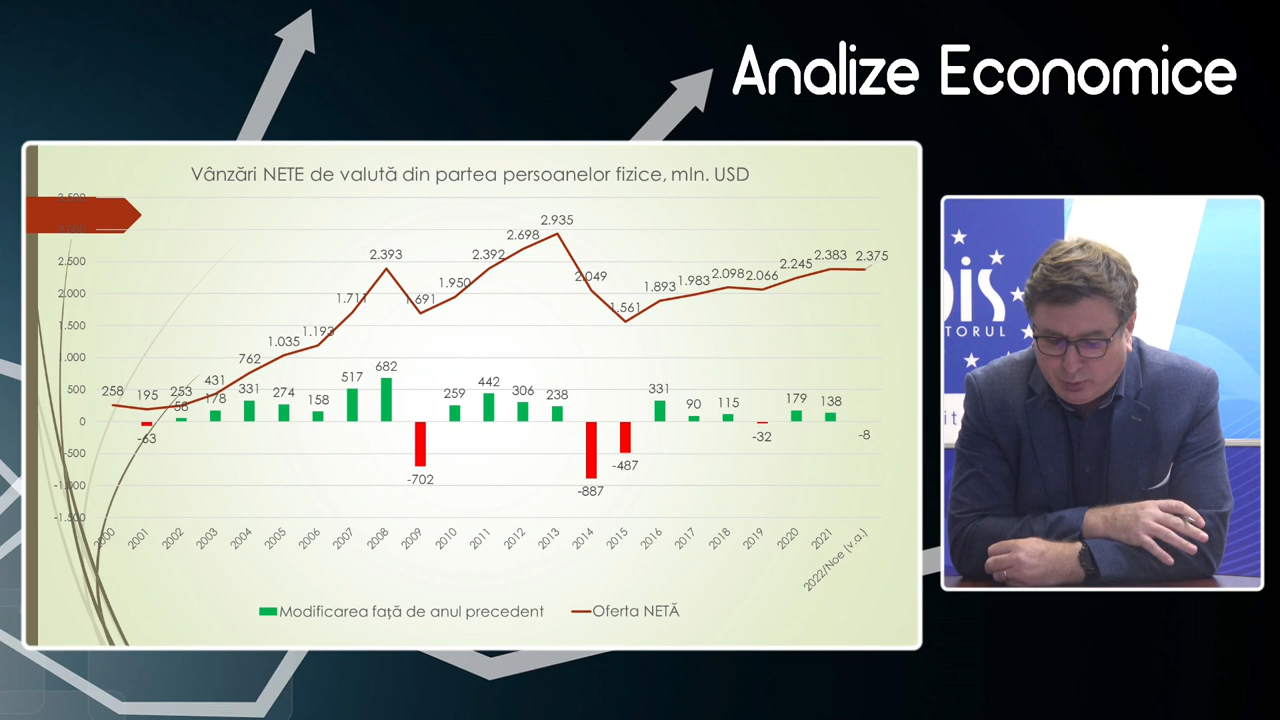 Analize Economice
Vânzări NETE de valută din partea persoanelor fizice, mln. USD
3.500
3.000
2.500
2.000
1.500
1.000
500
0
-500
-1.000
-1.500
258 195 253 431 762 1.035 1.193 1.711 2.393 1.691 1.950 2.392 2.698 2.935 2.049 1.561 1.893 1.983 2.098 2.066 2.245 2.383 2.375
-63 58 178 331 274 158 517 682 -702 259 442 306 238 -887 -487 331 90 115 -32 179 138 -8
2000 2001 2002 2003 2004 2005 2006 2007 2008 2009 2010 2011 2012 2013 2014 2015 2016 2017 2018 2019 2020 2021 2022/Noe (v.a.)
Modificarea față de anul precedent Oferta NETĂ
TORUL